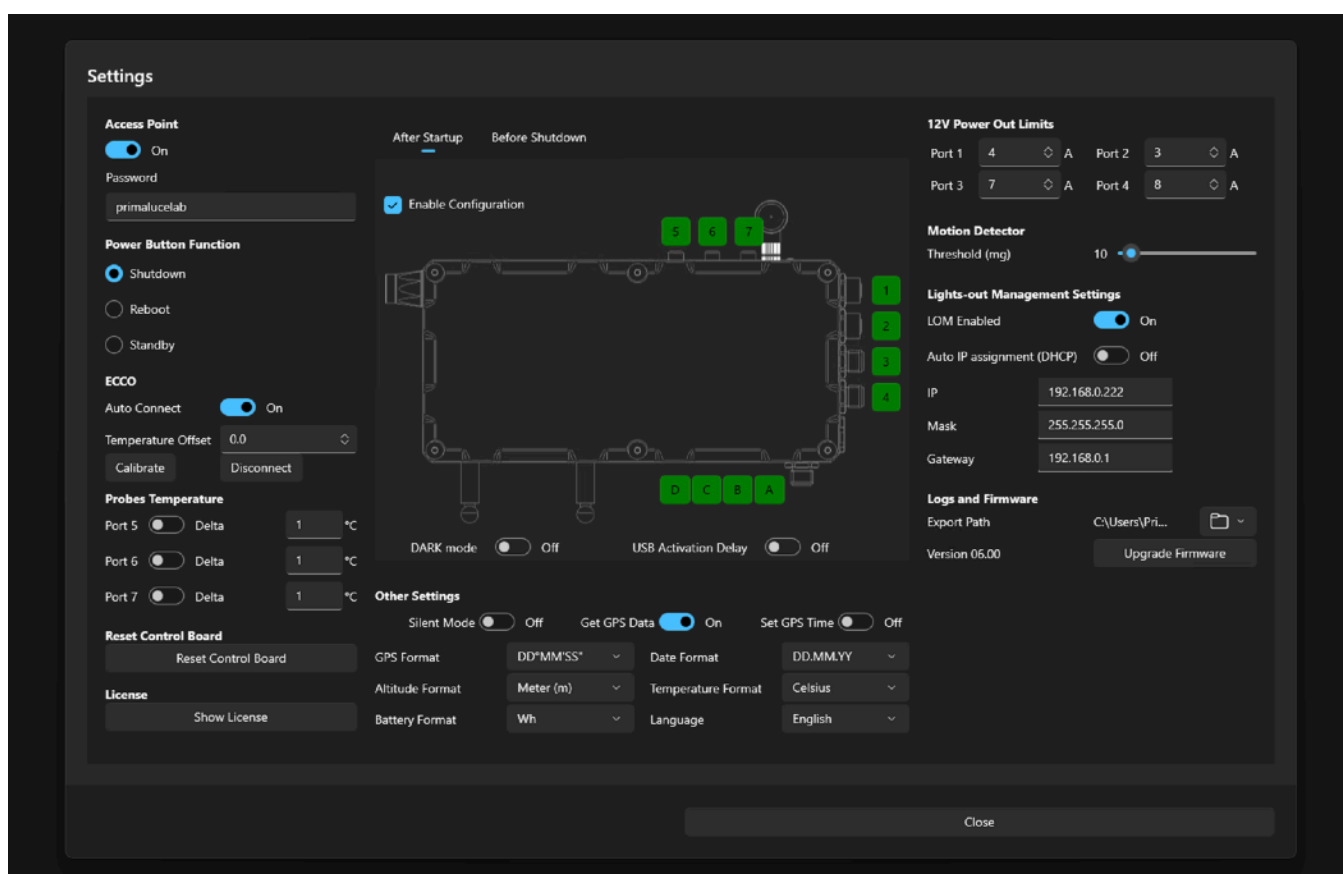 Settings
Access Point
On
Password
primalucelab
Power Button Function
Shutdown
Reboot
Standby
ECCO
Auto Connect On
Temperature Offset 0.0
Calibrate Disconnect
Probes Temperature
Port 5 Delta 1 °C
Port 6 Delta 1 °C
Port 7 Delta 1 °C
Reset Control Board
Reset Control Board
License
Show License
After Startup Before Shutdown
Enable Configuration
5 6 7
1
2
3
4
D C B A
DARK mode Off USB Activation Delay Off
Other Settings
Silent Mode Off Get GPS Data On Set GPS Time Off
GPS Format DD°MM'SS" Date Format DD.MM.YY
Altitude Format Meter (m) Temperature Format Celsius
Battery Format Wh Language English
12V Power Out Limits
Port 1 4 A Port 2 3 A
Port 3 7 A Port 4 8 A
Motion Detector
Threshold (mg) 10
Lights-out Management Settings
LOM Enabled On
Auto IP assignment (DHCP) Off
IP 192.168.0.222
Mask 255.255.255.0
Gateway 192.168.0.1
Logs and Firmware
Export Path C:\Users\Pri...
Version 06.00 Upgrade Firmware
Close